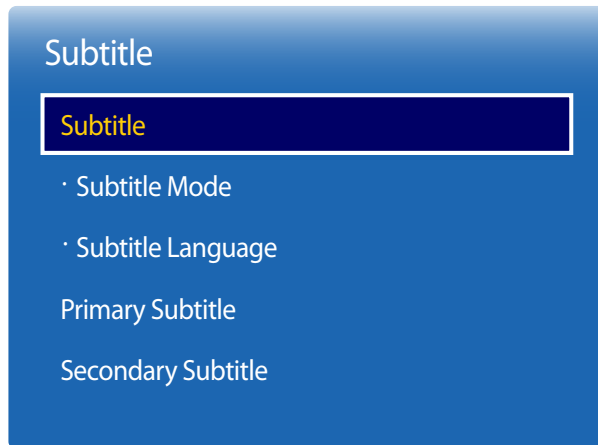 Subtitle
Subtitle
· Subtitle Mode
· Subtitle Language
Primary Subtitle
Secondary Subtitle